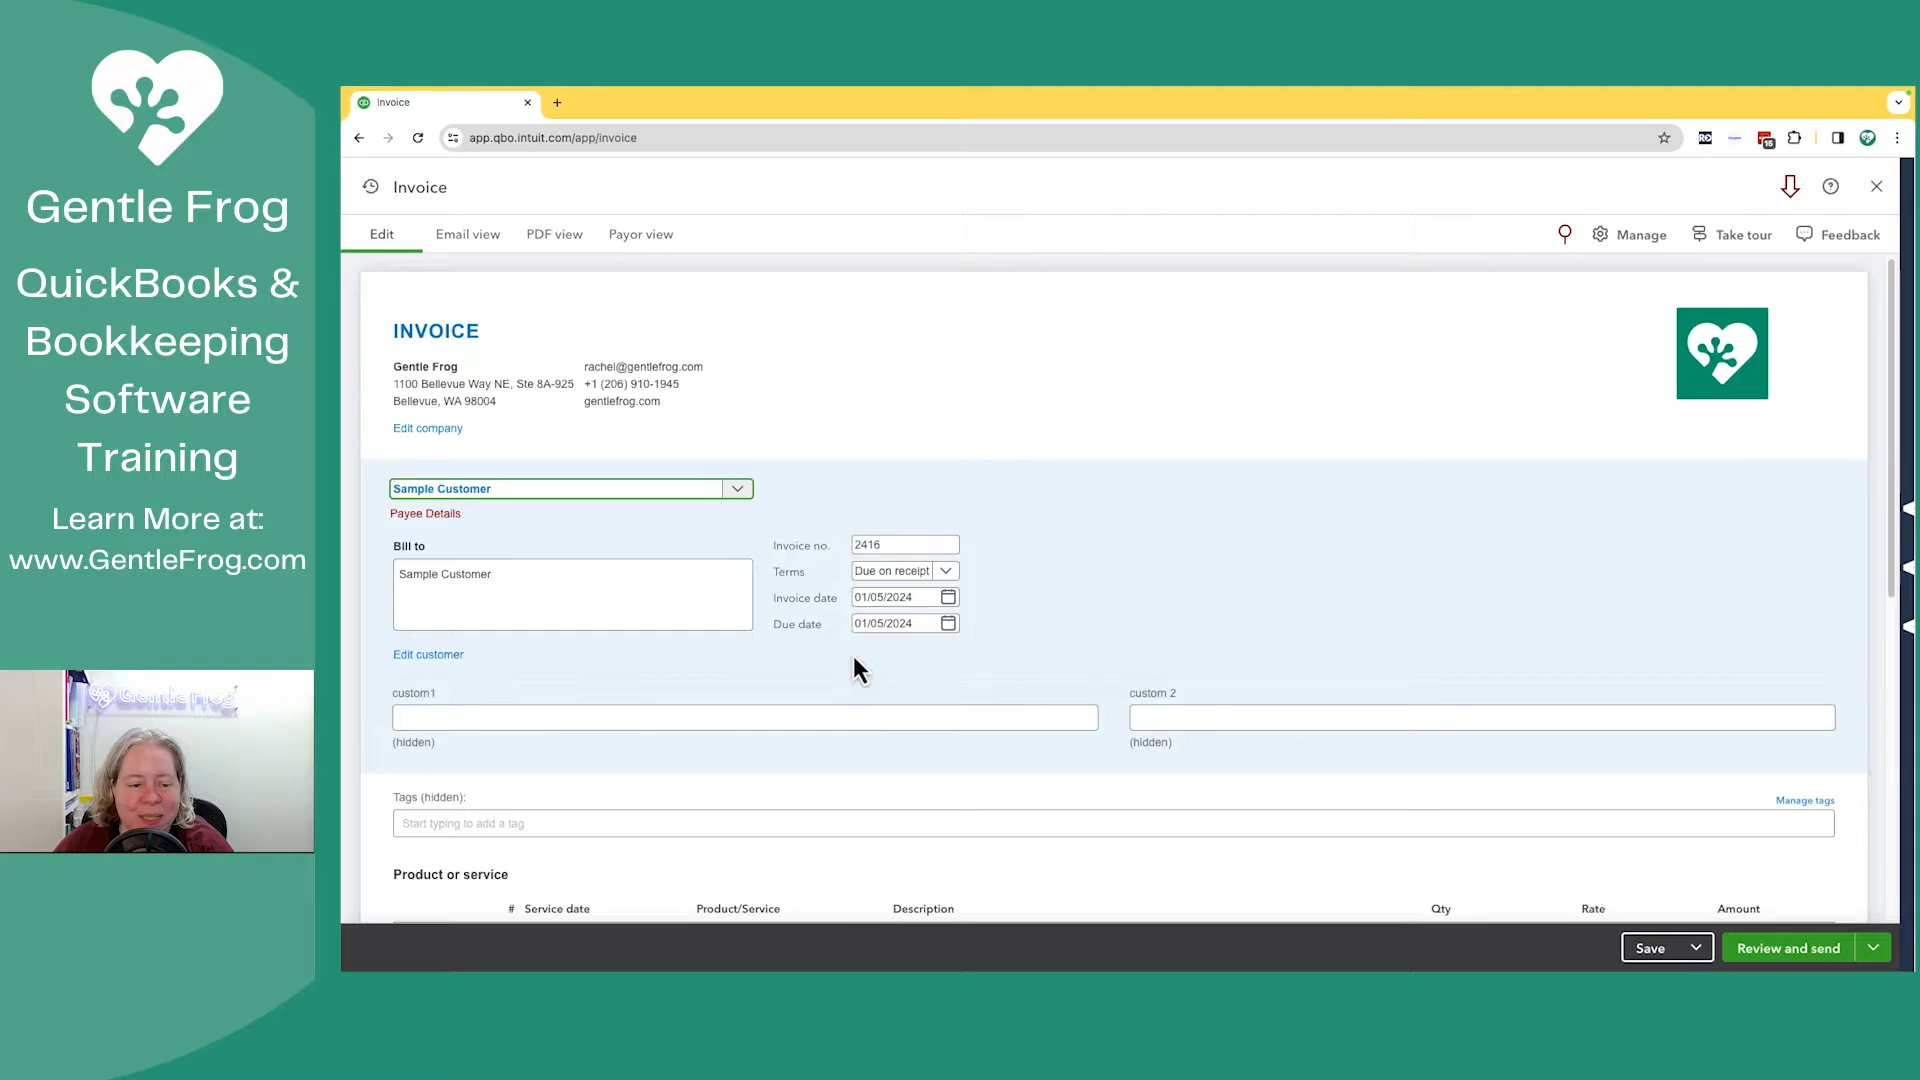 Gentle Frog
QuickBooks &
Bookkeeping
Software
Training
Learn More at:
www.GentleFrog.com
Gentle Frog
Invoice
app.qbo.intuit.com/app/invoice
15
Invoice
Edit
Email view
PDF view
Payor view
Manage
Take tour
Feedback
INVOICE
Gentle Frog
1100 Bellevue Way NE, Ste 8A-925
Bellevue, WA 98004
rachel@gentlefrog.com
+1 (206) 910-1945
gentlefrog.com
Edit company
Sample Customer
Payee Details
Bill to
Sample Customer
Invoice no. 2416
Terms Due on receipt
Invoice date 01/05/2024
Due date 01/05/2024
Edit customer
custom1
(hidden)
custom 2
(hidden)
Tags (hidden):
Manage tags
Start typing to add a tag
Product or service
# Service date Product/Service Description Qty Rate Amount
Save
Review and send